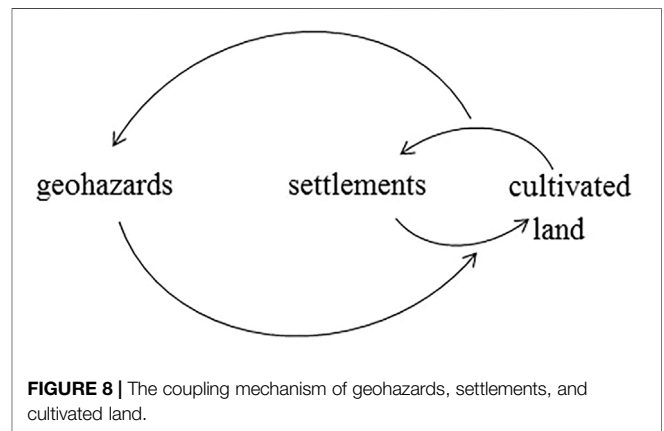 geohazards
settlements
cultivated
land
FIGURE 8 | The coupling mechanism of geohazards, settlements, and
cultivated land.